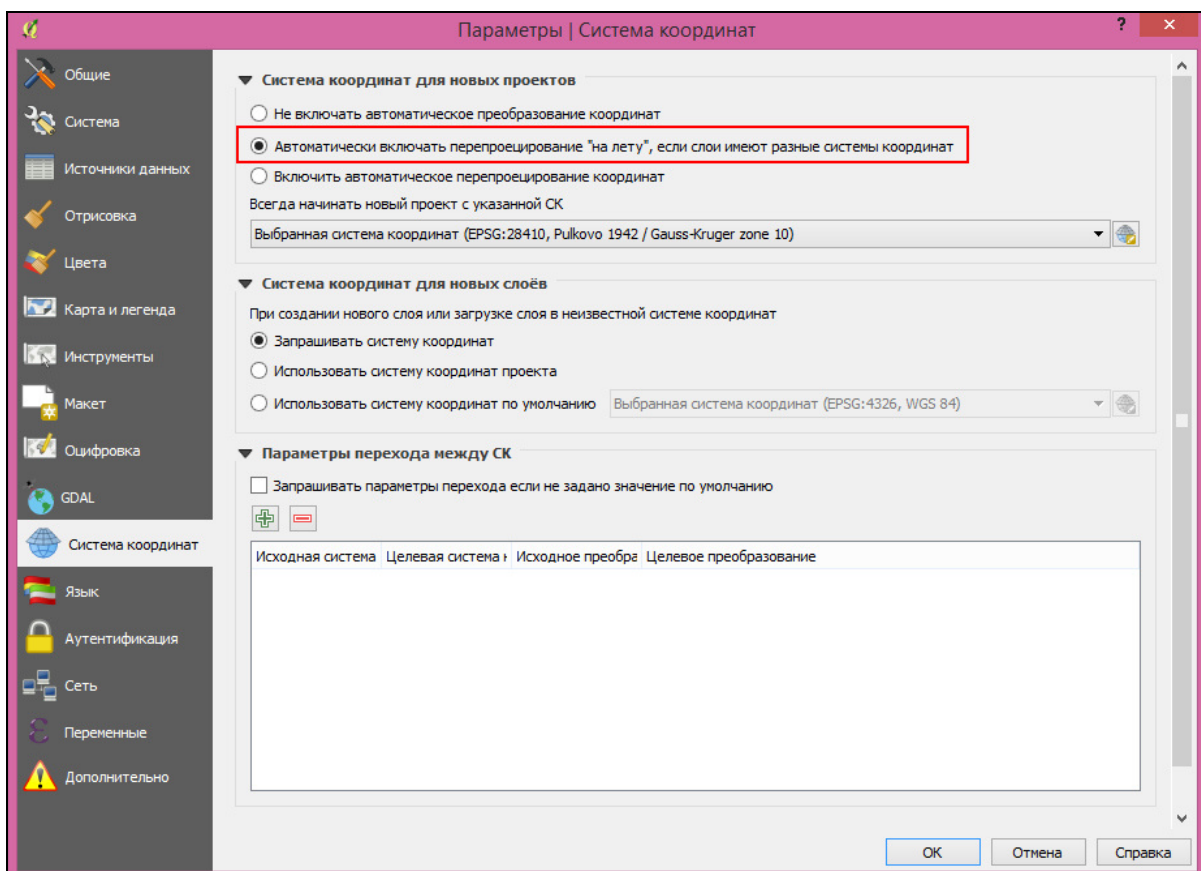 Параметры | Система координат
?
Общие
Система
Источники данных
Отрисовка
Цвета
Карта и легенда
Инструменты
Макет
Оцифровка
GDAL
Система координат
Язык
Аутентификация
Сеть
Переменные
Дополнительно
Система координат для новых проектов
Не включать автоматическое преобразование координат
Автоматически включать перепроецирование "на лету", если слои имеют разные системы координат
Включить автоматическое перепроецирование координат
Всегда начинать новый проект с указанной СК
Выбранная система координат (EPSG:28410, Pulkovo 1942 / Gauss-Kruger zone 10)
Система координат для новых слоёв
При создании нового слоя или загрузке слоя в неизвестной системе координат
Запрашивать систему координат
Использовать систему координат проекта
Использовать систему координат по умолчанию Выбранная система координат (EPSG:4326, WGS 84)
Параметры перехода между СК
Запрашивать параметры перехода если не задано значение по умолчанию
Исходная система Целевая система к Исходное преобра Целевое преобразование
OK Отмена Справка